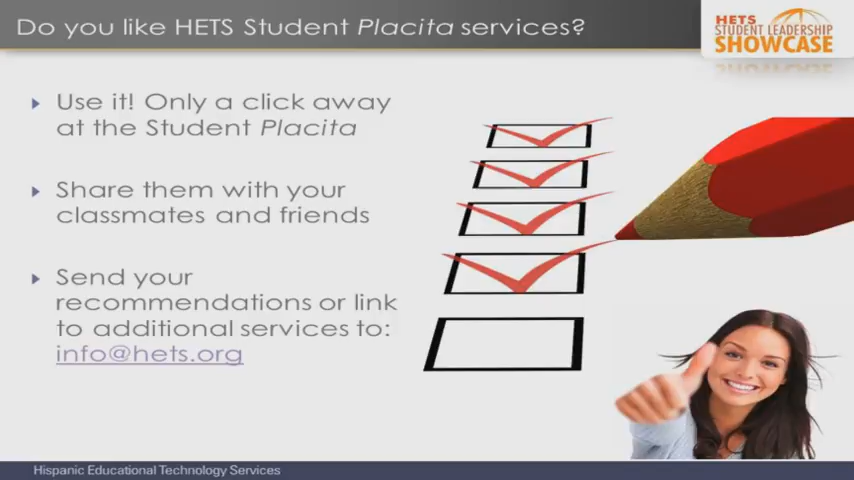 Do you like HETS Student Placita services?
HETS
STUDENT LEADERSHIP
SHOWCASE
Use it! Only a click away
at the Student Placita
Share them with your
classmates and friends
Send your
recommendations or link
to additional services to:
info@hets.org
Hispanic Educational Technology Services